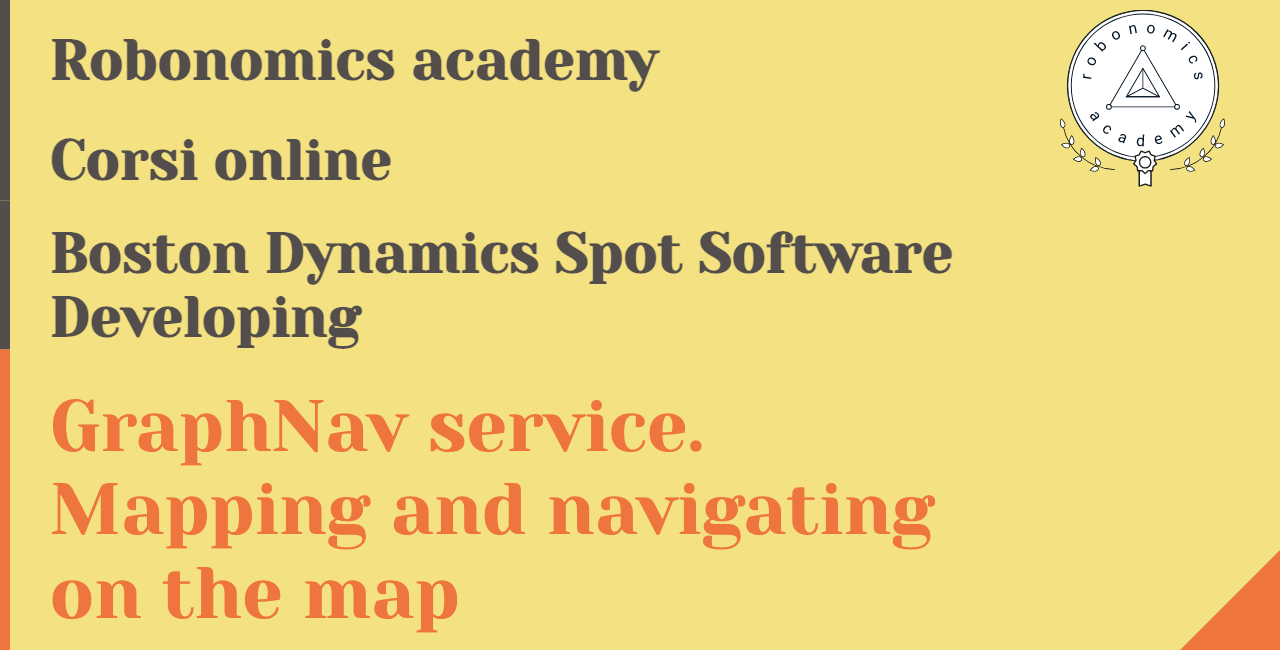 Robonomics academy
Corsi online
Boston Dynamics Spot Software
Developing
GraphNav service.
Mapping and navigating
on the map
robonomics
academy